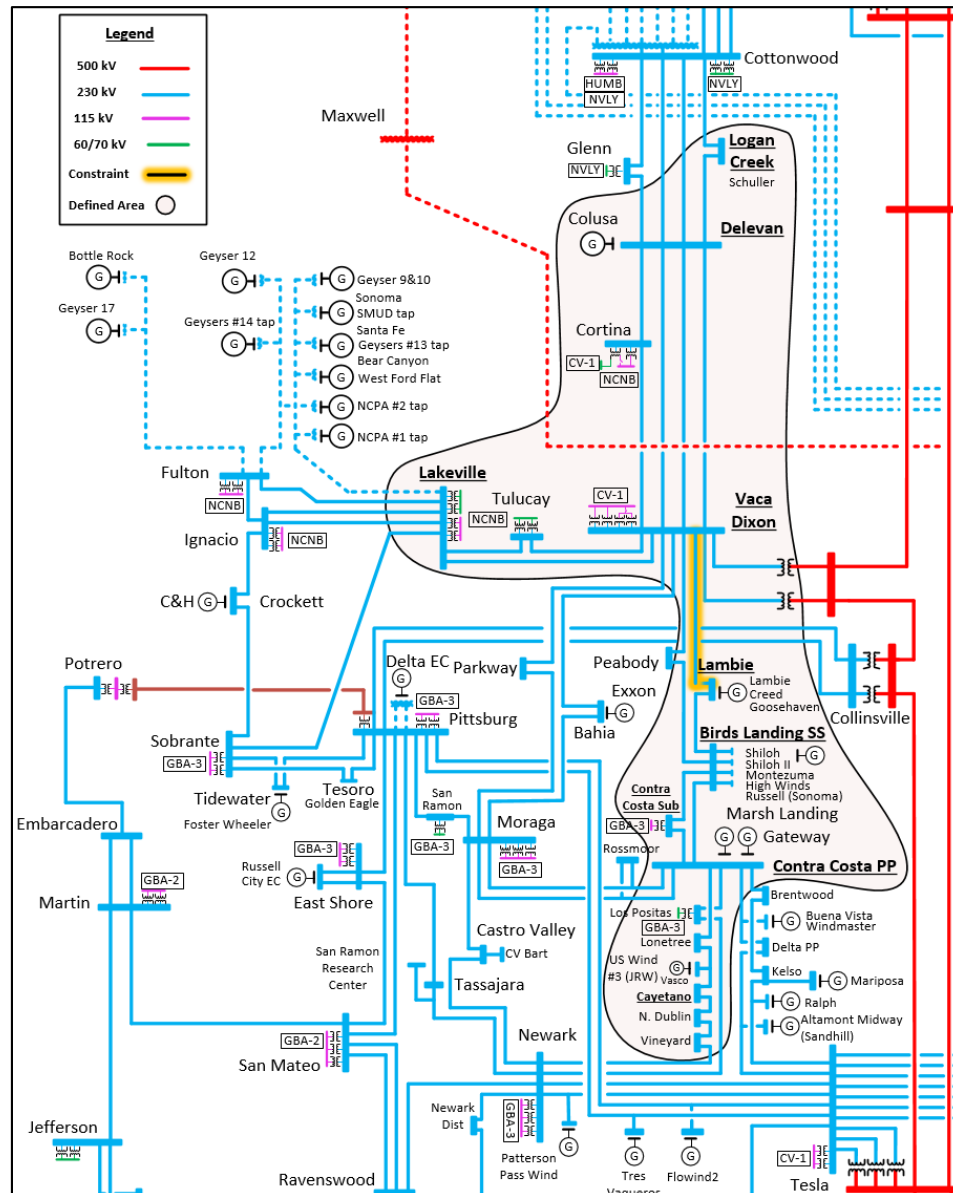 Legend
500 kV
230 kV
115 kV
60/70 kV
Constraint
Defined Area
Maxwell
Cottonwood
HUMB
NVLY
NVLY
Glenn
NVLY
Logan
Creek
Schuller
Colusa
G
Delevan
Bottle Rock
G
Geyser 17
G
Geyser 12
G
Geysers #14 tap
G
G
Geyser 9&10
Sonoma
G
SMUD tap
Santa Fe
G
Geysers #13 tap
Bear Canyon
G
West Ford Flat
G
NCPA #2 tap
G
NCPA #1 tap
Cortina
CV-1
NCNB
Fulton
NCNB
Lakeville
Tulucay
NCNB
CV-1
Vaca
Dixon
Ignacio
NCNB
C&H
G
Crockett
Potrero
Delta EC
G
GBA-3
Pittsburg
Parkway
Peabody
Lambie
G
Lambie
Creed
Goosehaven
Exxon
G
Bahia
Collinsville
Sobrante
GBA-3
Tidewater
G
Foster Wheeler
Tesoro
Golden Eagle
Birds Landing SS
Shiloh
G
Shiloh II
Montezuma
High Winds
Russell (Sonoma)
San
Ramon
GBA-3
Moraga
GBA-3
Contra
Costa Sub
GBA-3
Marsh Landing
G
G
Gateway
Rossmoor
Contra Costa PP
Embarcadero
GBA-2
Martin
GBA-3
Russell
City EC
G
East Shore
Los Positas
GBA-3
Lonetree
US Wind
#3 (JRW)
G
Vasco
Cayetano
N. Dublin
Vineyard
Brentwood
G
Buena Vista
Windmaster
Delta PP
Kelso
G
Mariposa
G
Ralph
G
Altamont Midway
(Sandhill)
Castro Valley
CV Bart
San Ramon
Research
Center
Tassajara
GBA-2
San Mateo
Newark
GBA-3
Newark
Dist
Patterson
Pass Wind
G
G
Tres
Vaqueros
G
Flowind2
Jefferson
Ravenswood
CV-1
Tesla